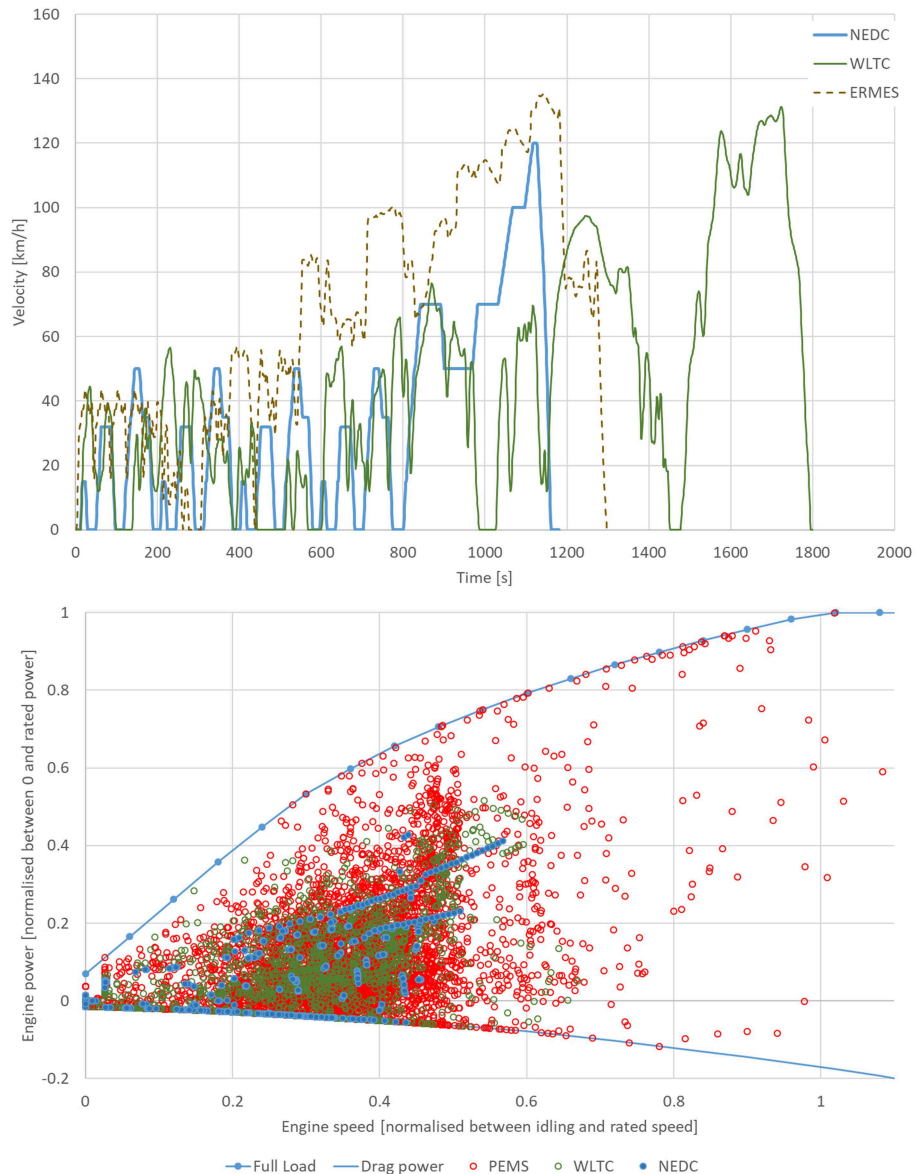 160
140
120
100
80
60
40
20
0
Velocity [km/h]
NEDC
WLTC
ERMES
0 200 400 600 800 1000 1200 1400 1600 1800 2000
Time [s]
1
0.8
0.6
0.4
0.2
0
-0.2
Engine power [normalised between 0 and rated power]
0 0.2 0.4 0.6 0.8 1
Engine speed [normalised between idling and rated speed]
Full Load Drag power PEMS WLTC NEDC